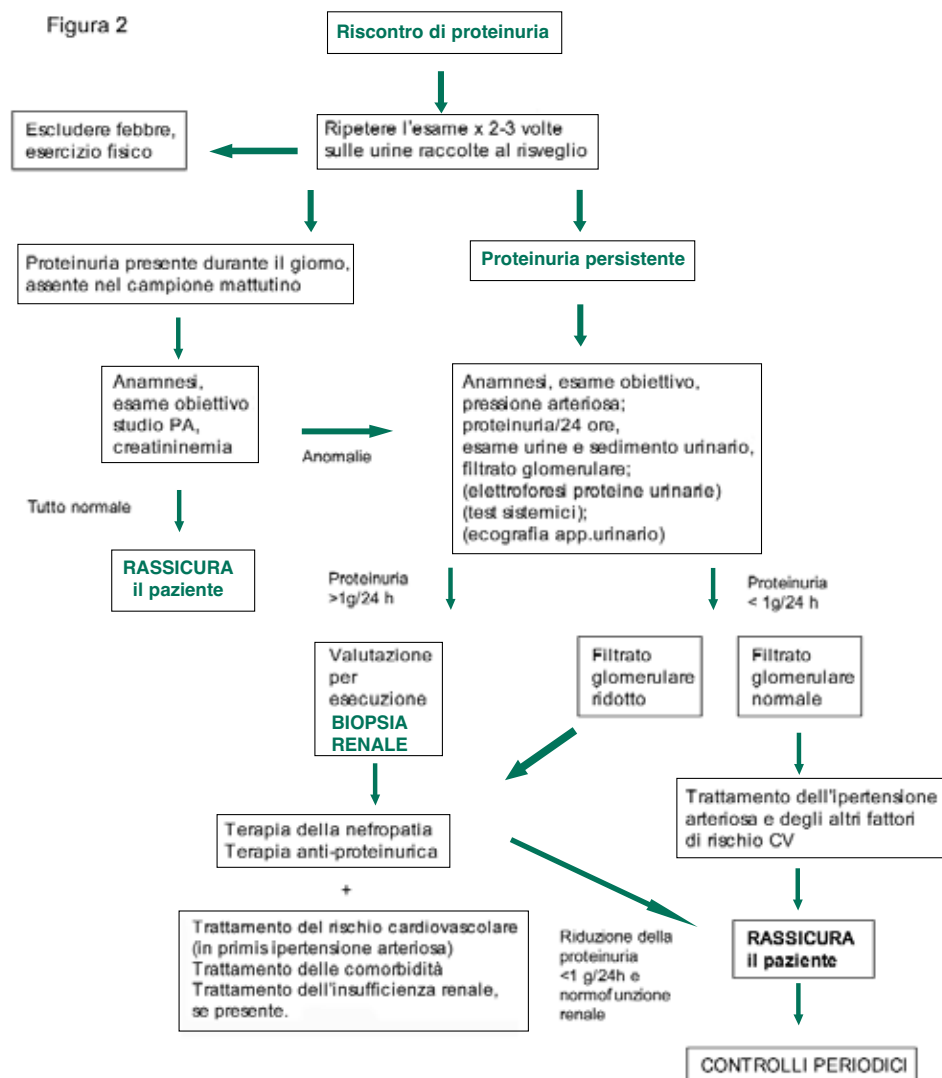 Figura 2
Riscontro di proteinuria
Escludere febbre,
esercizio fisico
Ripetere l'esame x 2-3 volte
sulle urine raccolte al risveglio
Proteinuria presente durante il giorno,
assente nel campione mattutino
Proteinuria persistente
Anamnesi,
esame obiettivo
studio PA,
creatininemia
Anomalie
Anamnesi, esame obiettivo,
pressione arteriosa;
proteinuria/24 ore,
esame urine e sedimento urinario,
filtrato glomerulare;
(elettroforesi proteine urinarie)
(test sistemici);
(ecografia app.urinario)
Tutto normale
RASSICURA
il paziente
Proteinuria
>1g/24 h
Proteinuria
< 1g/24 h
Valutazione
per
esecuzione
BIOPSIA
RENALE
Filtrato
glomerulare
ridotto
Filtrato
glomerulare
normale
Trattamento dell'ipertensione
arteriosa e degli altri fattori
di rischio CV
Terapia della nefropatia
Terapia anti-proteinurica
+
Trattamento del rischio cardiovascolare
(in primis ipertensione arteriosa)
Trattamento delle comorbidità
Trattamento dell'insufficienza renale,
se presente.
Riduzione della
proteinuria
<1 g/24h e
normofunzione
renale
RASSICURA
il paziente
CONTROLLI PERIODICI